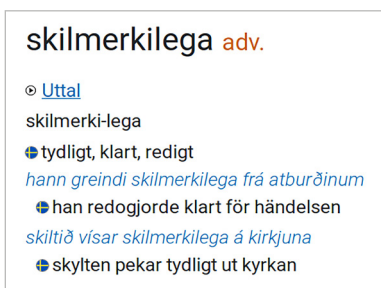 skilmerkilega adv.
Uttal
skilmerki-lega
tydligt, klart, redigt
hann greindi skilmerkilega frá atburðinum
han redogjorde klart för händelsen
skiltið vísar skilmerkilega á kirkjuna
skylten pekar tydligt ut kyrkan